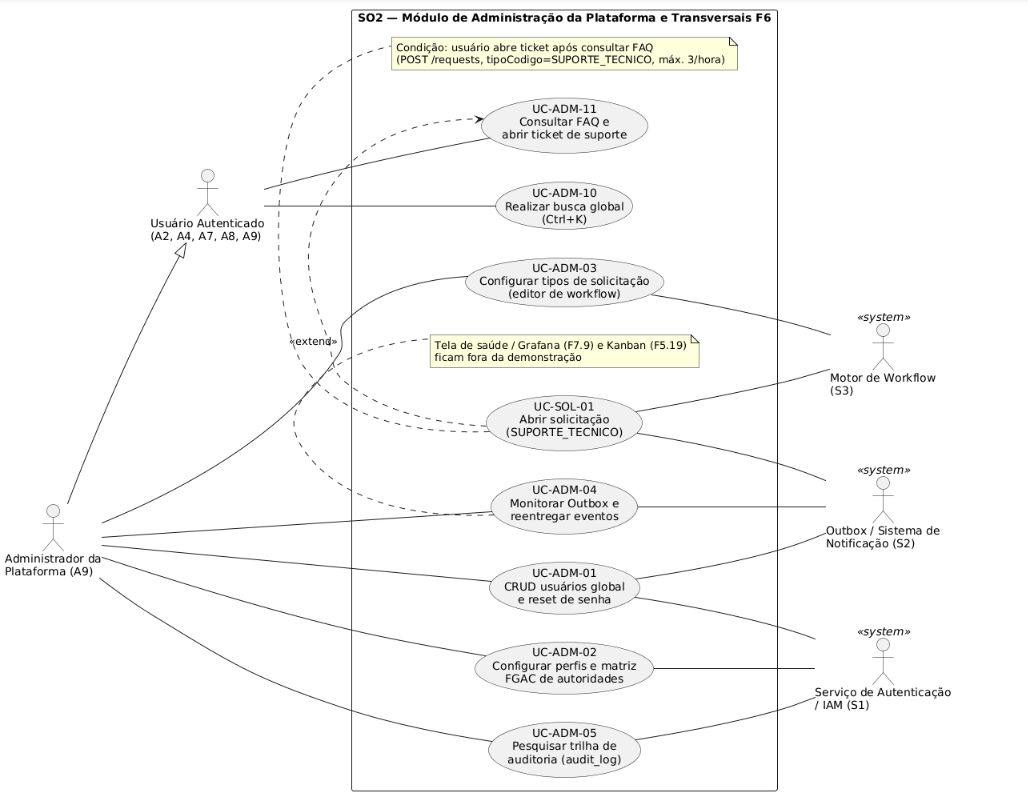 SO2 — Módulo de Administração da Plataforma e Transversais F6
Condição: usuário abre ticket após consultar FAQ
(POST /requests, tipoCodigo=SUPORTE_TECNICO, máx. 3/hora)
UC-ADM-11
Consultar FAQ e
abrir ticket de suporte
Usuário Autenticado
(A2, A4, A7, A8, A9)
UC-ADM-10
Realizar busca global
(Ctrl+K)
UC-ADM-03
Configurar tipos de solicitação
(editor de workflow)
«extend»
Tela de saúde / Grafana (F7.9) e Kanban (F5.19)
ficam fora da demonstração
«system»
Motor de Workflow
(S3)
UC-SOL-01
Abrir solicitação
(SUPORTE_TECNICO)
UC-ADM-04
Monitorar Outbox e
reentregar eventos
«system»
Outbox / Sistema de
Notificação (S2)
Administrador da
Plataforma (A9)
UC-ADM-01
CRUD usuários global
e reset de senha
UC-ADM-02
Configurar perfis e matriz
FGAC de autoridades
«system»
Serviço de Autenticação
/ IAM (S1)
UC-ADM-05
Pesquisar trilha de
auditoria (audit_log)